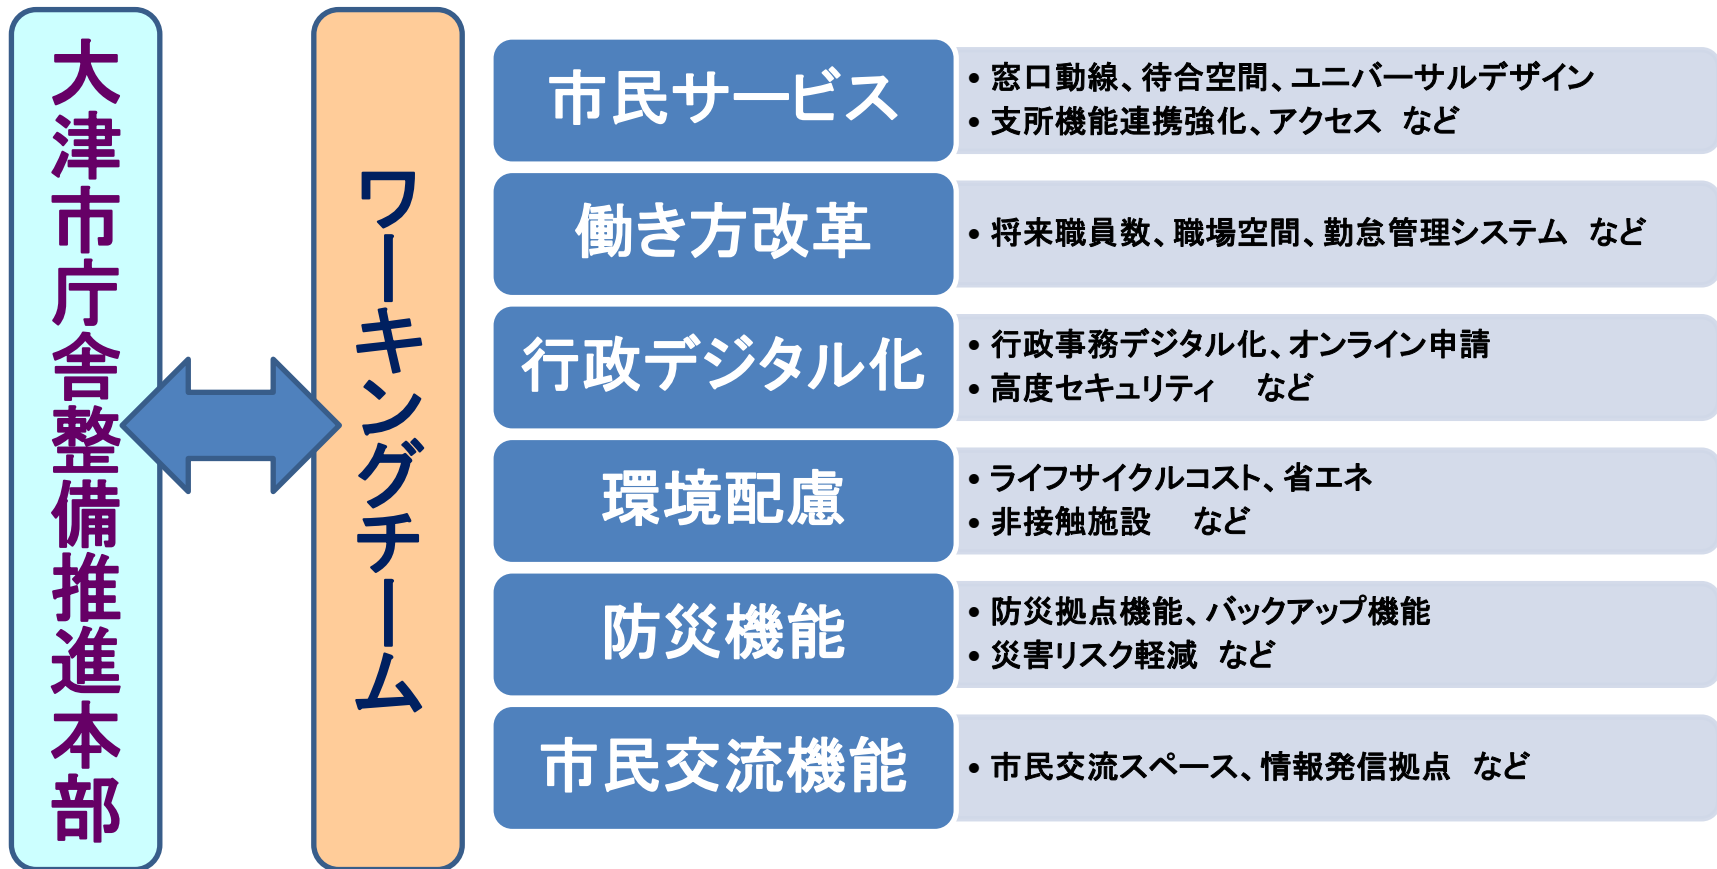 大津市庁舎整備推進本部
ワーキングチーム
市民サービス
• 窓口動線、待合空間、ユニバーサルデザイン
• 支所機能連携強化、アクセス　など
働き方改革
• 将来職員数、職場空間、勤怠管理システム　など
行政デジタル化
• 行政事務デジタル化、オンライン申請
• 高度セキュリティ　など
環境配慮
• ライフサイクルコスト、省エネ
• 非接触施設　など
防災機能
• 防災拠点機能、バックアップ機能
• 災害リスク軽減　など
市民交流機能
• 市民交流スペース、情報発信拠点　など